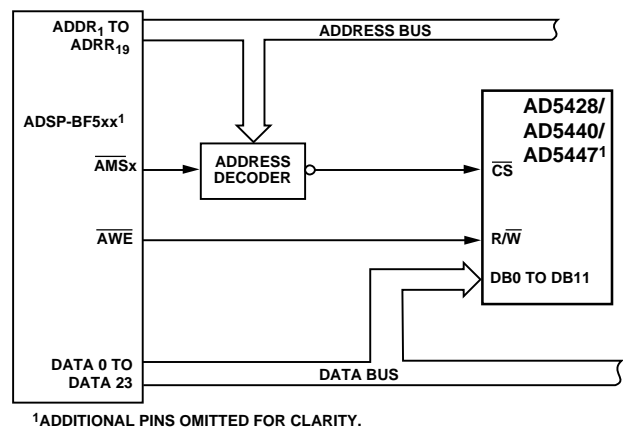 ADDR1 TO
ADRR19
ADDRESS BUS
ADSP-BF5xx1
AMSx
ADDRESS
DECODER
AD5428/
AD5440/
AD54471
CS
AWE
R/W
DB0 TO DB11
DATA 0 TO
DATA 23
DATA BUS
1ADDITIONAL PINS OMITTED FOR CLARITY.